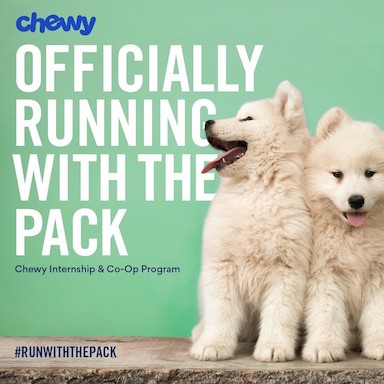 chewy
OFFICIALLY
RUNNING
WITH THE
PACK
Chewy Internship & Co-Op Program
#RUNWITHTHEPACK